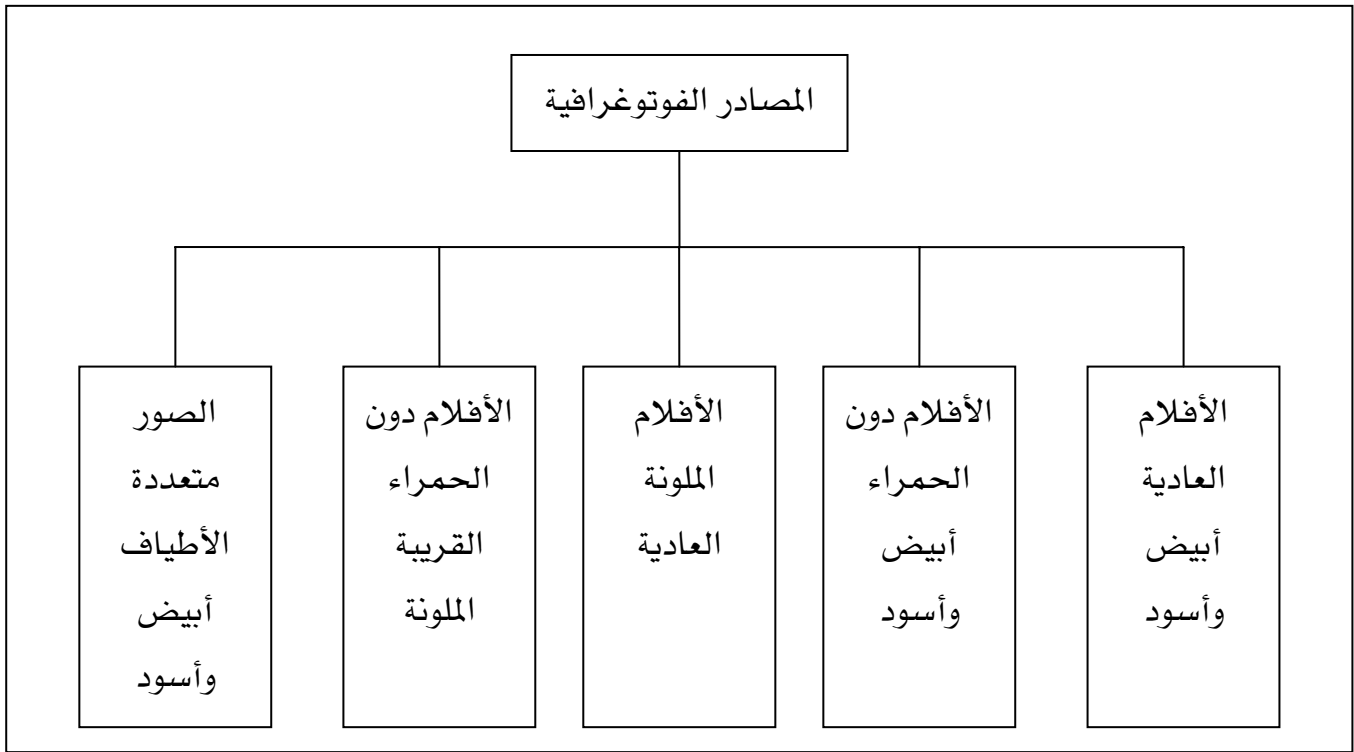 المصادر الفوتوغرافية
الأفلام
العادية
أبيض
وأسود
الأفلام دون
الحمراء
أبيض
وأسود
الأفلام
الملونة
العادية
الأفلام دون
الحمراء
القريبة
الملونة
الصور
متعددة
الأطياف
أبيض
وأسود